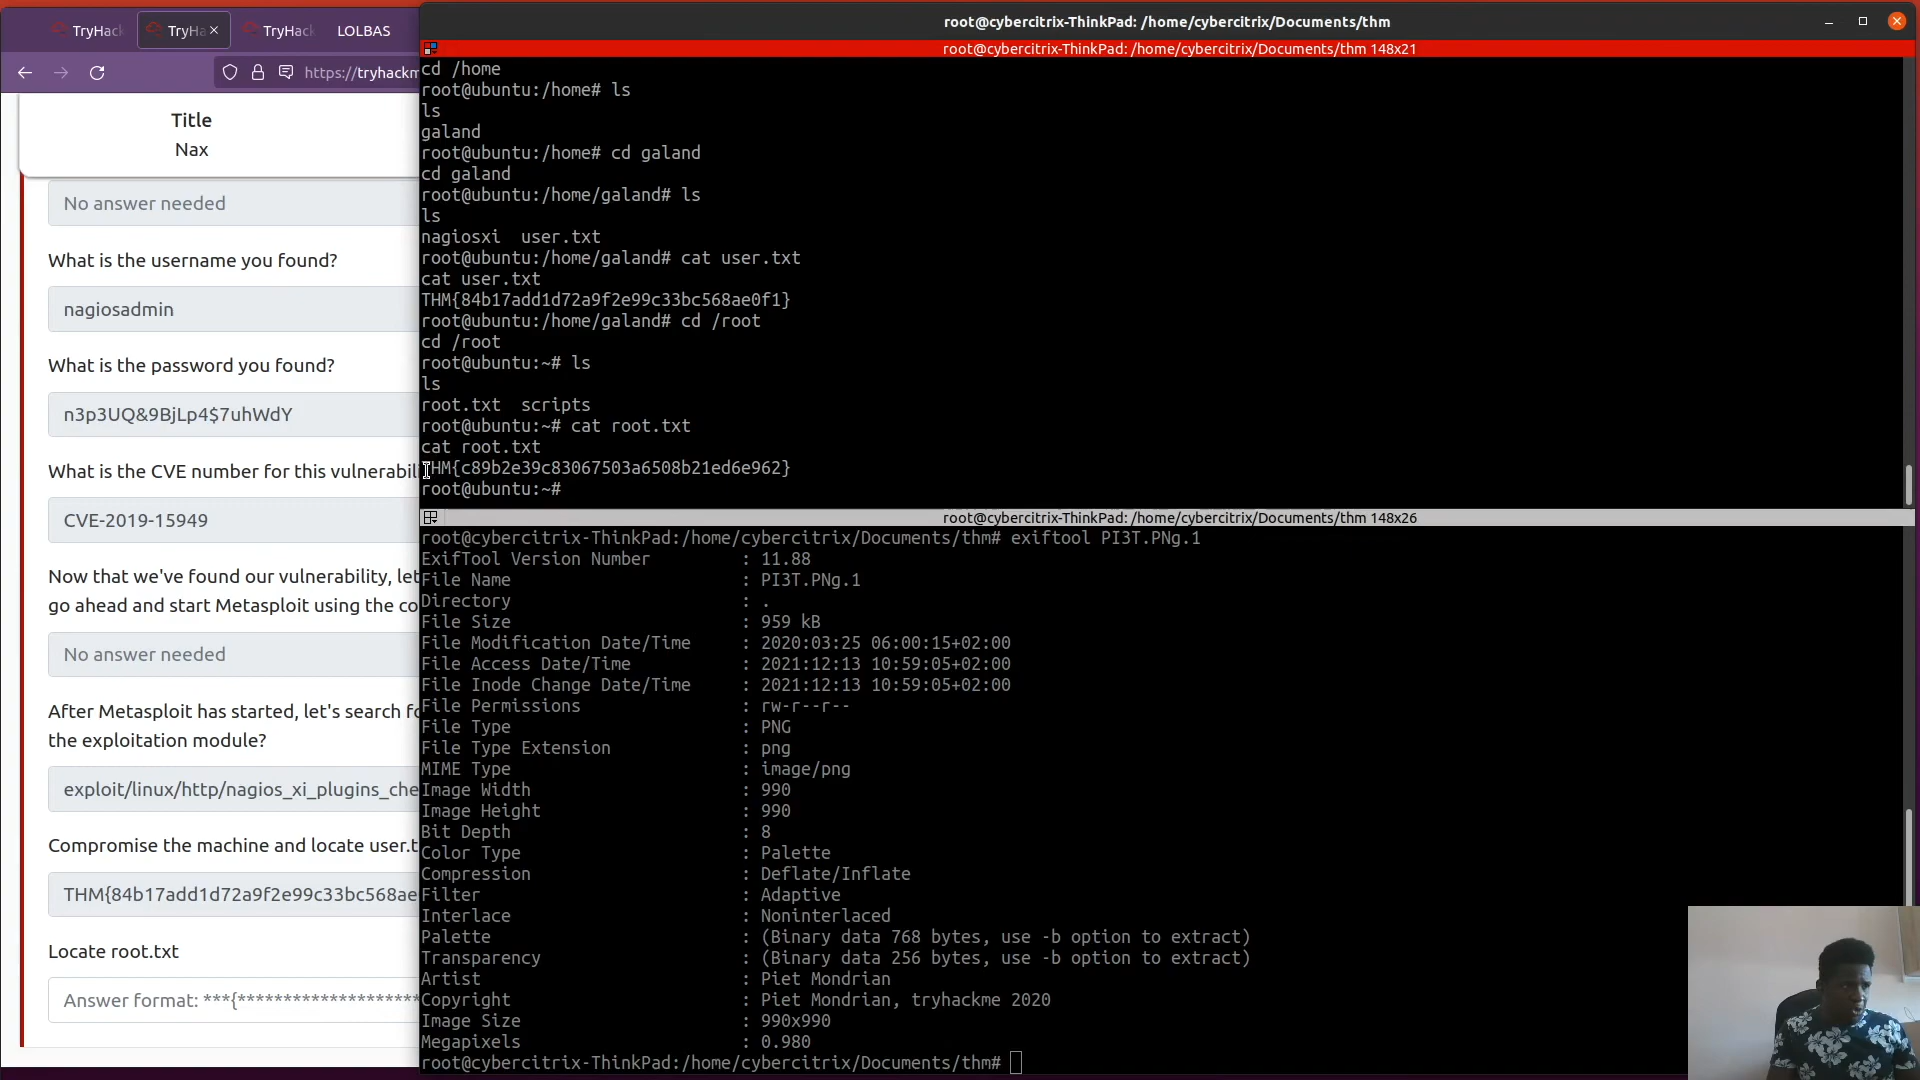 TryHack
TryHa
TryHack
LOLBAS
https://tryhackm
Title
Nax
No answer needed
What is the username you found?
nagiosadmin
What is the password you found?
n3p3UQ&9BjLp4$7uhWdY
What is the CVE number for this vulnerabili
CVE-2019-15949
Now that we've found our vulnerability, let
go ahead and start Metasploit using the co
No answer needed
After Metasploit has started, let's search fo
the exploitation module?
exploit/linux/http/nagios_xi_plugins_che
Compromise the machine and locate user.t
THM{84b17add1d72a9f2e99c33bc568ae
Locate root.txt
Answer format: ***{********************
root@cybercitrix-ThinkPad: /home/cybercitrix/Documents/thm
root@cybercitrix-ThinkPad: /home/cybercitrix/Documents/thm 148x21
cd /home
root@ubuntu:/home# ls
ls
galand
root@ubuntu:/home# cd galand
cd galand
root@ubuntu:/home/galand# ls
ls
nagiosxi  user.txt
root@ubuntu:/home/galand# cat user.txt
cat user.txt
THM{84b17add1d72a9f2e99c33bc568ae0f1}
root@ubuntu:/home/galand# cd /root
cd /root
root@ubuntu:~# ls
ls
root.txt  scripts
root@ubuntu:~# cat root.txt
cat root.txt
THM{c89b2e39c83067503a6508b21ed6e962}
root@ubuntu:~#
root@cybercitrix-ThinkPad: /home/cybercitrix/Documents/thm 148x26
root@cybercitrix-ThinkPad:/home/cybercitrix/Documents/thm# exiftool PI3T.PNg.1
ExifTool Version Number : 11.88
File Name : PI3T.PNg.1
Directory : .
File Size : 959 kB
File Modification Date/Time : 2020:03:25 06:00:15+02:00
File Access Date/Time : 2021:12:13 10:59:05+02:00
File Inode Change Date/Time : 2021:12:13 10:59:05+02:00
File Permissions : rw-r--r--
File Type : PNG
File Type Extension : png
MIME Type : image/png
Image Width : 990
Image Height : 990
Bit Depth : 8
Color Type : Palette
Compression : Deflate/Inflate
Filter : Adaptive
Interlace : Noninterlaced
Palette : (Binary data 768 bytes, use -b option to extract)
Transparency : (Binary data 256 bytes, use -b option to extract)
Artist : Piet Mondrian
Copyright : Piet Mondrian, tryhackme 2020
Image Size : 990x990
Megapixels : 0.980
root@cybercitrix-ThinkPad:/home/cybercitrix/Documents/thm#